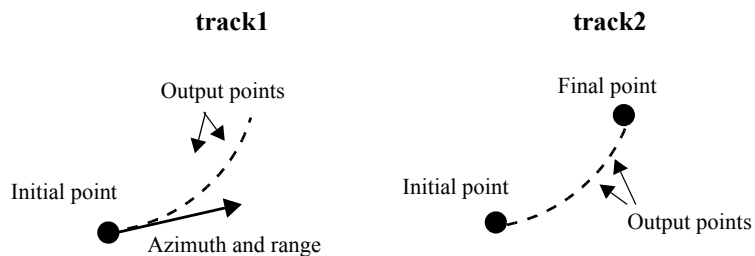 track1
Output points
Initial point
Azimuth and range
track2
Final point
Initial point
Output points